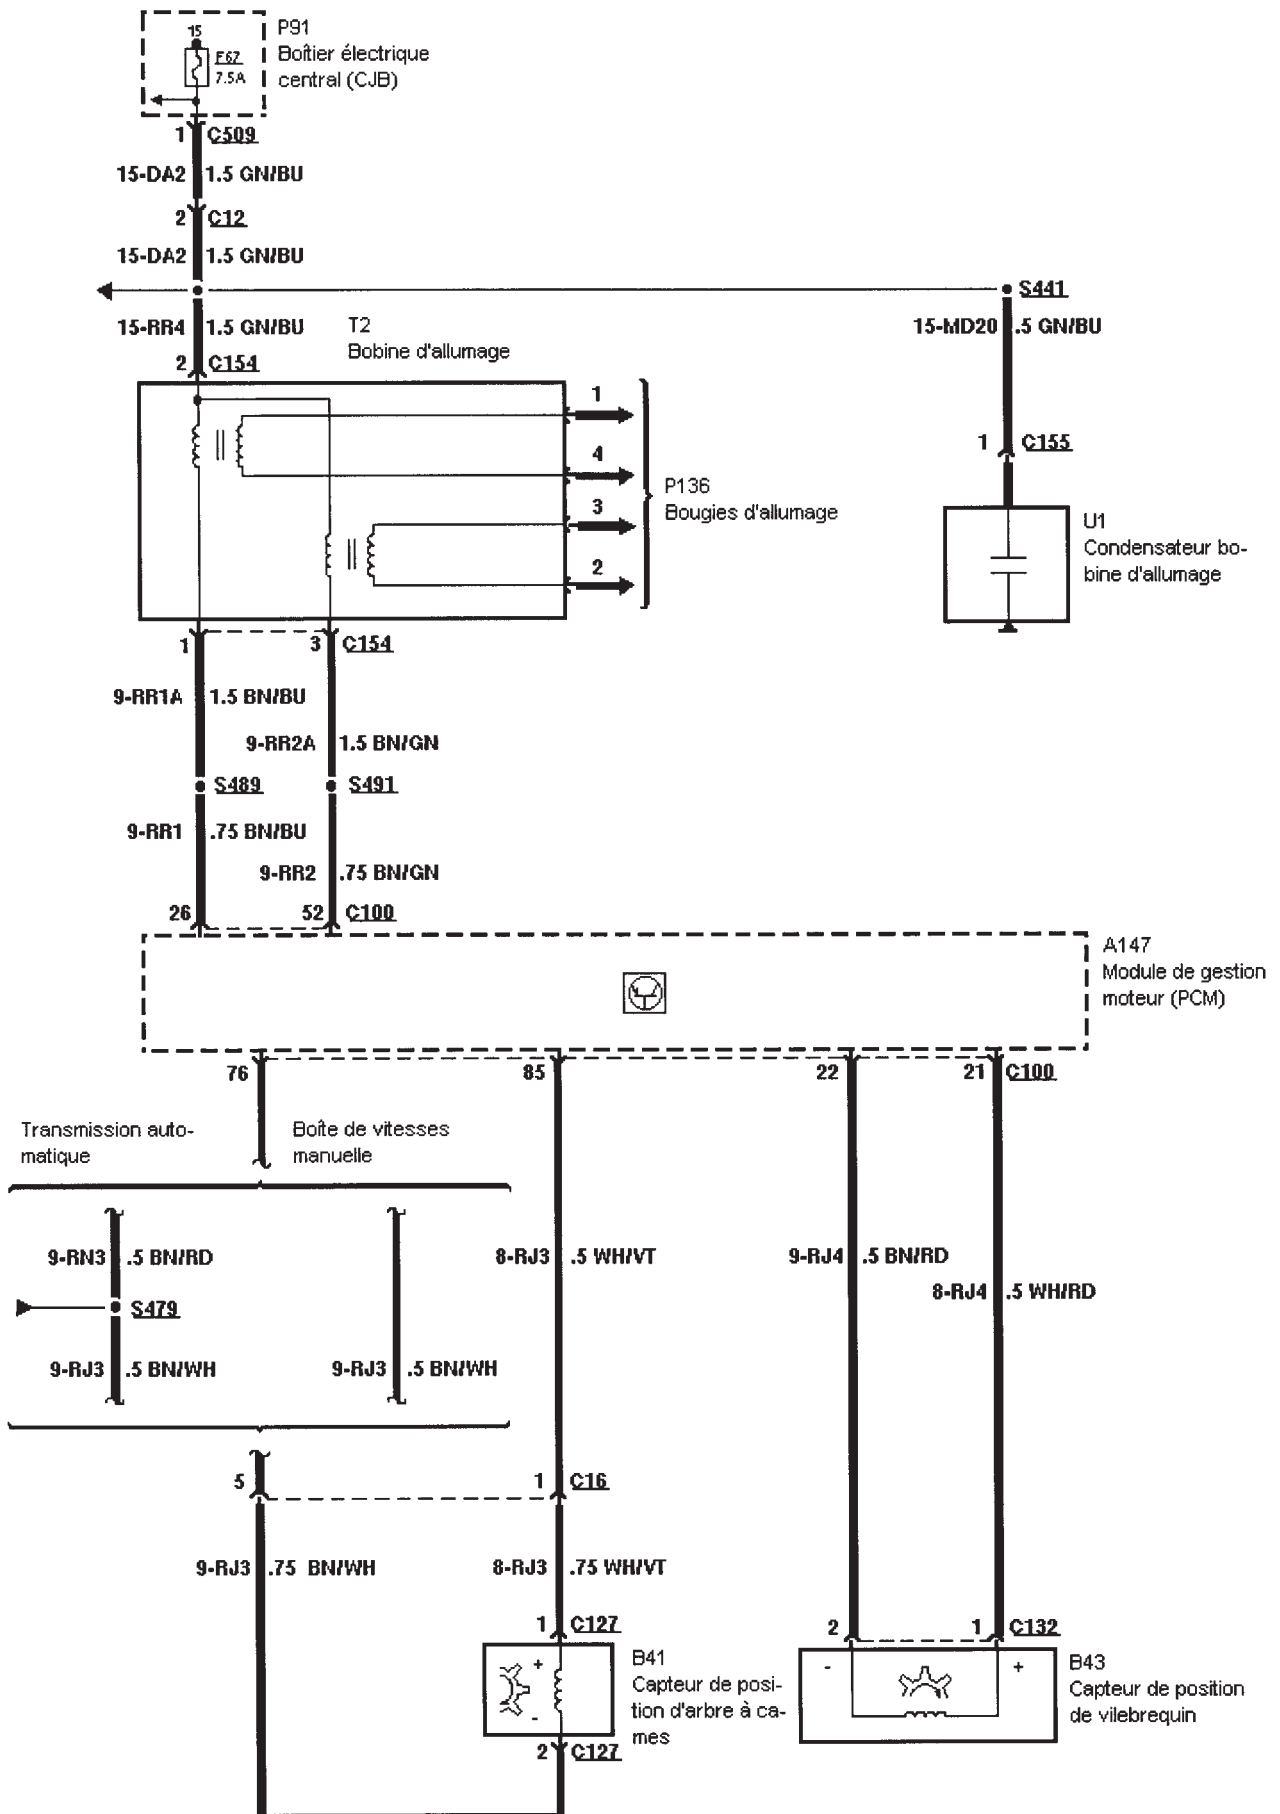 15
F62
7.5A
P91
Boîtier électrique
central (CJB)
1 C509
15-DA2 1.5 GN/BU
2 C12
15-DA2 1.5 GN/BU
S441
15-RR4 1.5 GN/BU
T2
Bobine d'allumage
15-MD20 .5 GN/BU
2 C154
1
4
3
2
P136
Bougies d'allumage
1 C155
U1
Condensateur bo-
bine d'allumage
1 3 C154
9-RR1A 1.5 BN/BU
9-RR2A 1.5 BN/GN
S489 S491
9-RR1 .75 BN/BU
9-RR2 .75 BN/GN
26 52 C100
A147
Module de gestion
moteur (PCM)
76 85 22 21 C100
Transmission auto-
matique
Boîte de vitesses
manuelle
9-RN3 .5 BN/RD
8-RJ3 .5 WH/VT
9-RJ4 .5 BN/RD
8-RJ4 .5 WH/RD
S479
9-RJ3 .5 BN/WH
9-RJ3 .5 BN/WH
5 1 C16
9-RJ3 .75 BN/WH
8-RJ3 .75 WH/VT
1 C127
2 1 C132
+
-
B41
Capteur de posi-
tion d'arbre à ca-
mes
- +
B43
Capteur de position
de vilebrequin
2 C127